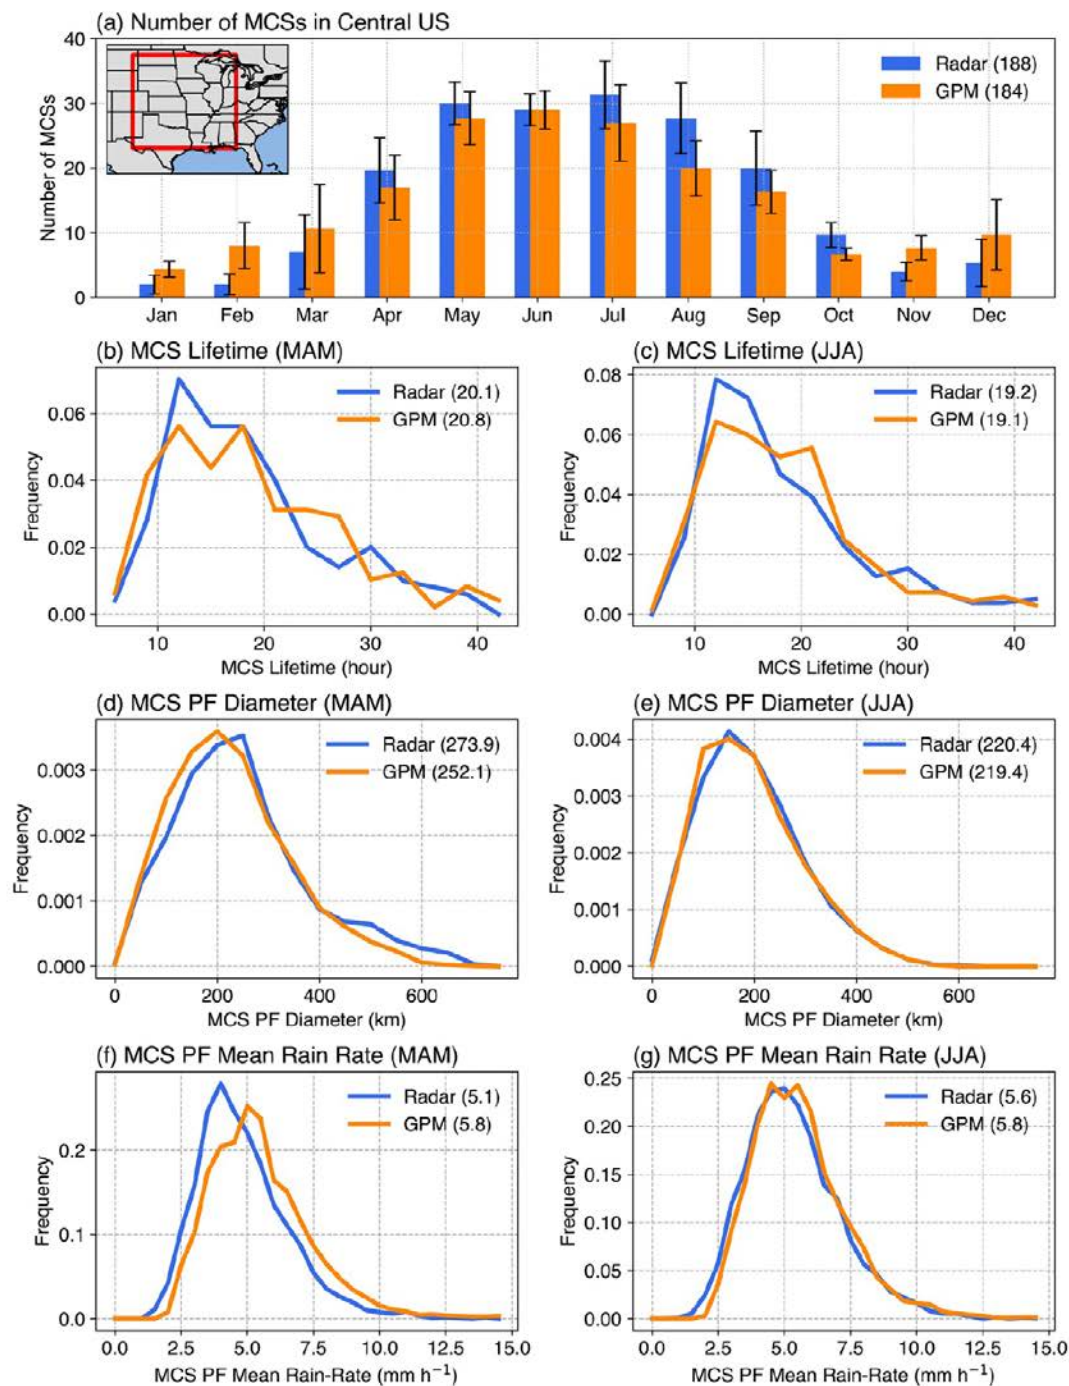 (a) Number of MCSs in Central US
40
30
20
10
0
Number of MCSs
Radar (188)
GPM (184)
Jan Feb Mar Apr May Jun Jul Aug Sep Oct Nov Dec
(b) MCS Lifetime (MAM)
Radar (20.1)
GPM (20.8)
0.06
0.04
0.02
0.00
Frequency
10 20 30 40
MCS Lifetime (hour)
(c) MCS Lifetime (JJA)
Radar (19.2)
GPM (19.1)
0.08
0.06
0.04
0.02
0.00
Frequency
10 20 30 40
MCS Lifetime (hour)
(d) MCS PF Diameter (MAM)
Radar (273.9)
GPM (252.1)
0.003
0.002
0.001
0.000
Frequency
0 200 400 600
MCS PF Diameter (km)
(e) MCS PF Diameter (JJA)
Radar (220.4)
GPM (219.4)
0.004
0.003
0.002
0.001
0.000
Frequency
0 200 400 600
MCS PF Diameter (km)
(f) MCS PF Mean Rain Rate (MAM)
Radar (5.1)
GPM (5.8)
0.2
0.1
0.0
Frequency
0.0 2.5 5.0 7.5 10.0 12.5 15.0
MCS PF Mean Rain-Rate (mm h⁻¹)
(g) MCS PF Mean Rain Rate (JJA)
Radar (5.6)
GPM (5.8)
0.25
0.20
0.15
0.10
0.05
0.00
Frequency
0.0 2.5 5.0 7.5 10.0 12.5 15.0
MCS PF Mean Rain-Rate (mm h⁻¹)